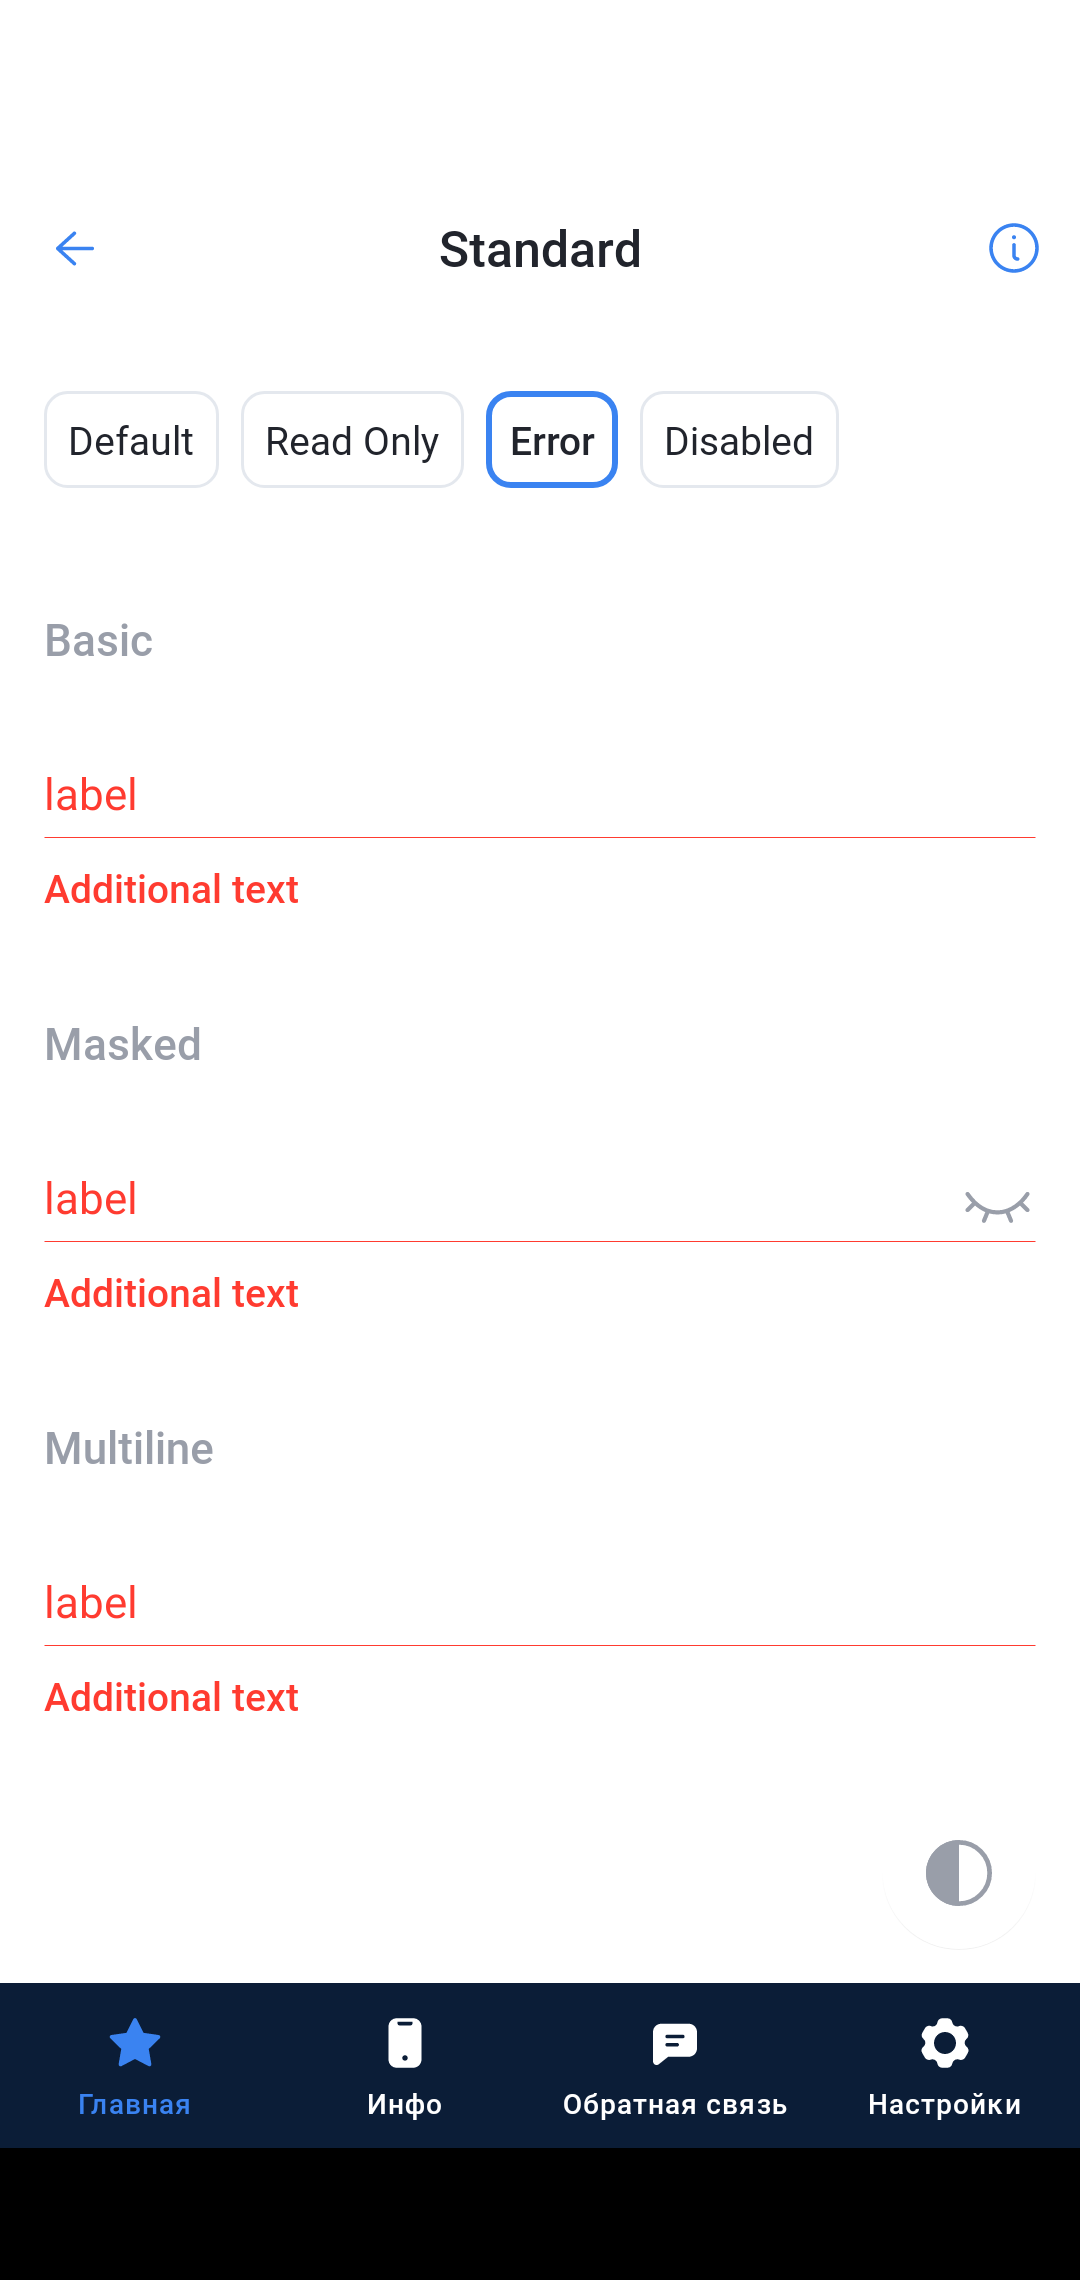 Standard
Default Read Only Error Disabled
Basic
label
Additional text
Masked
label
Additional text
Multiline
label
Additional text
Главная Инфо Обратная связь Настройки